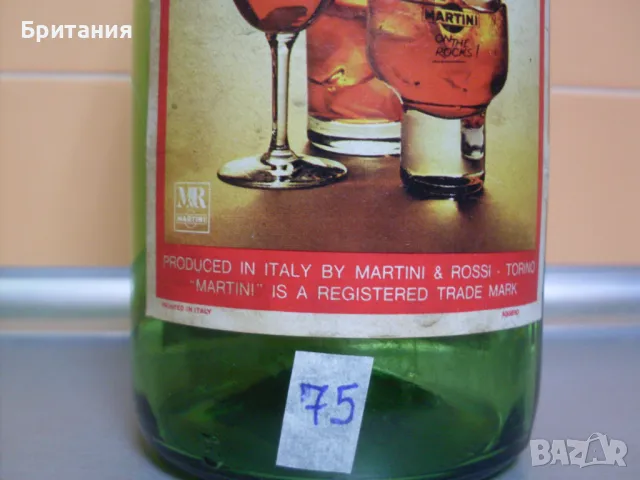 Британия
MARTINI
ON THE
ROCKS!
MR
MARTINI
PRODUCED IN ITALY BY MARTINI & ROSSI · TORINO
"MARTINI" IS A REGISTERED TRADE MARK
PRINTED IN ITALY
75
BAZAR